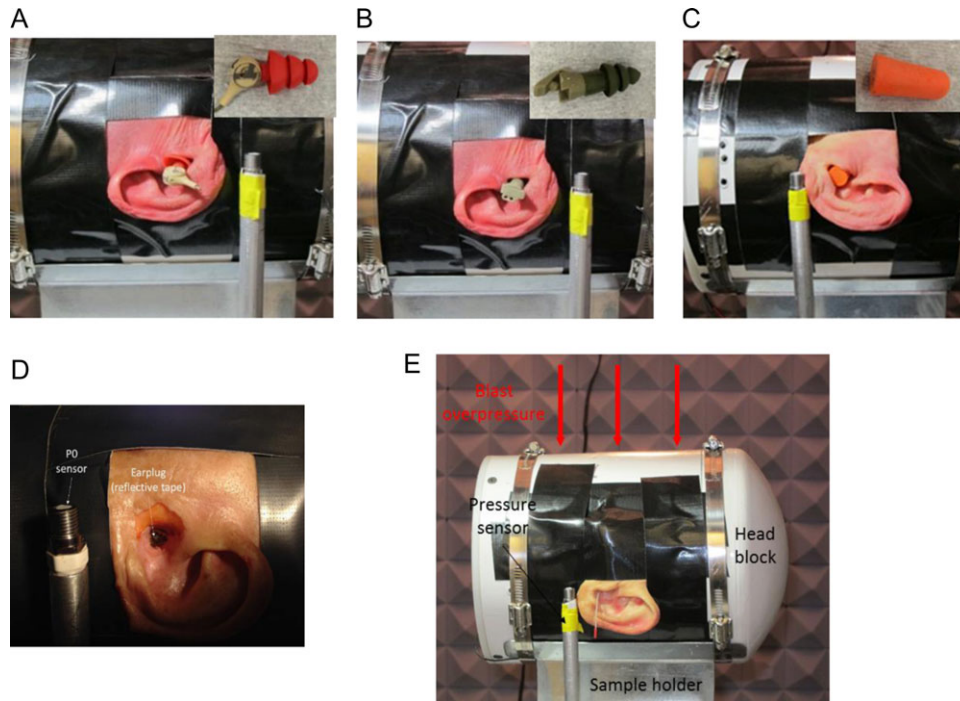 A
B
C
D
P0
sensor
Earplug
(reflective tape)
E
Blast
overpressure
Pressure
sensor
Head
block
Sample holder